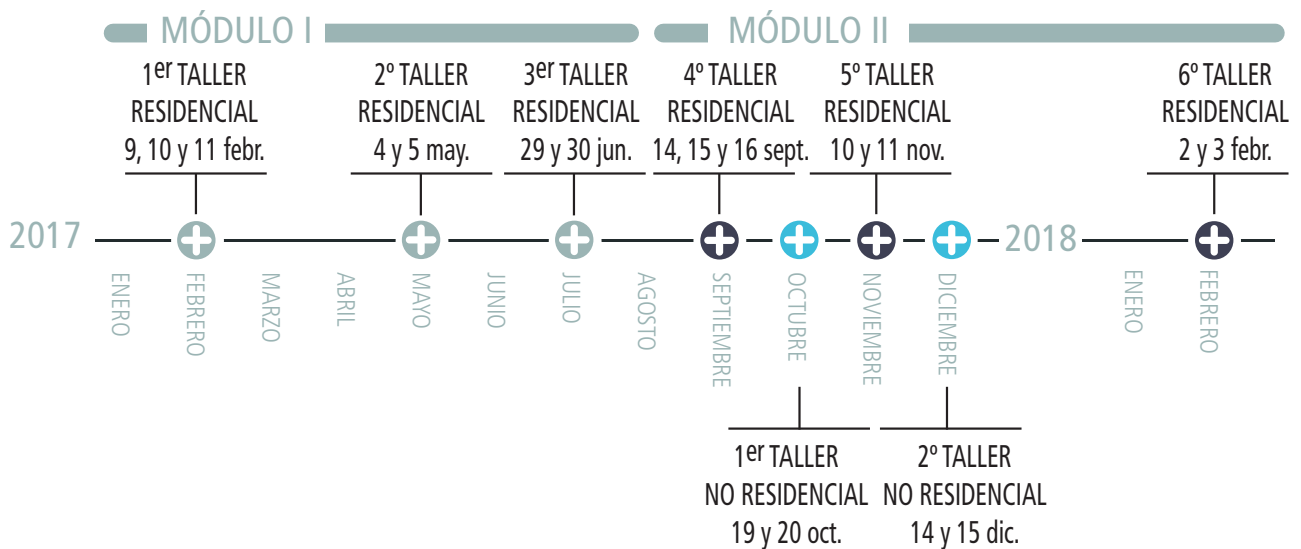 MÓDULO I
MÓDULO II
1er TALLER
RESIDENCIAL
9, 10 y 11 febr.
2º TALLER
RESIDENCIAL
4 y 5 may.
3er TALLER
RESIDENCIAL
29 y 30 jun.
4º TALLER
RESIDENCIAL
14, 15 y 16 sept.
5º TALLER
RESIDENCIAL
10 y 11 nov.
6º TALLER
RESIDENCIAL
2 y 3 febr.
2017
2018
ENERO
FEBRERO
MARZO
ABRIL
MAYO
JUNIO
JULIO
AGOSTO
SEPTIEMBRE
OCTUBRE
NOVIEMBRE
DICIEMBRE
ENERO
FEBRERO
1er TALLER
NO RESIDENCIAL
19 y 20 oct.
2º TALLER
NO RESIDENCIAL
14 y 15 dic.